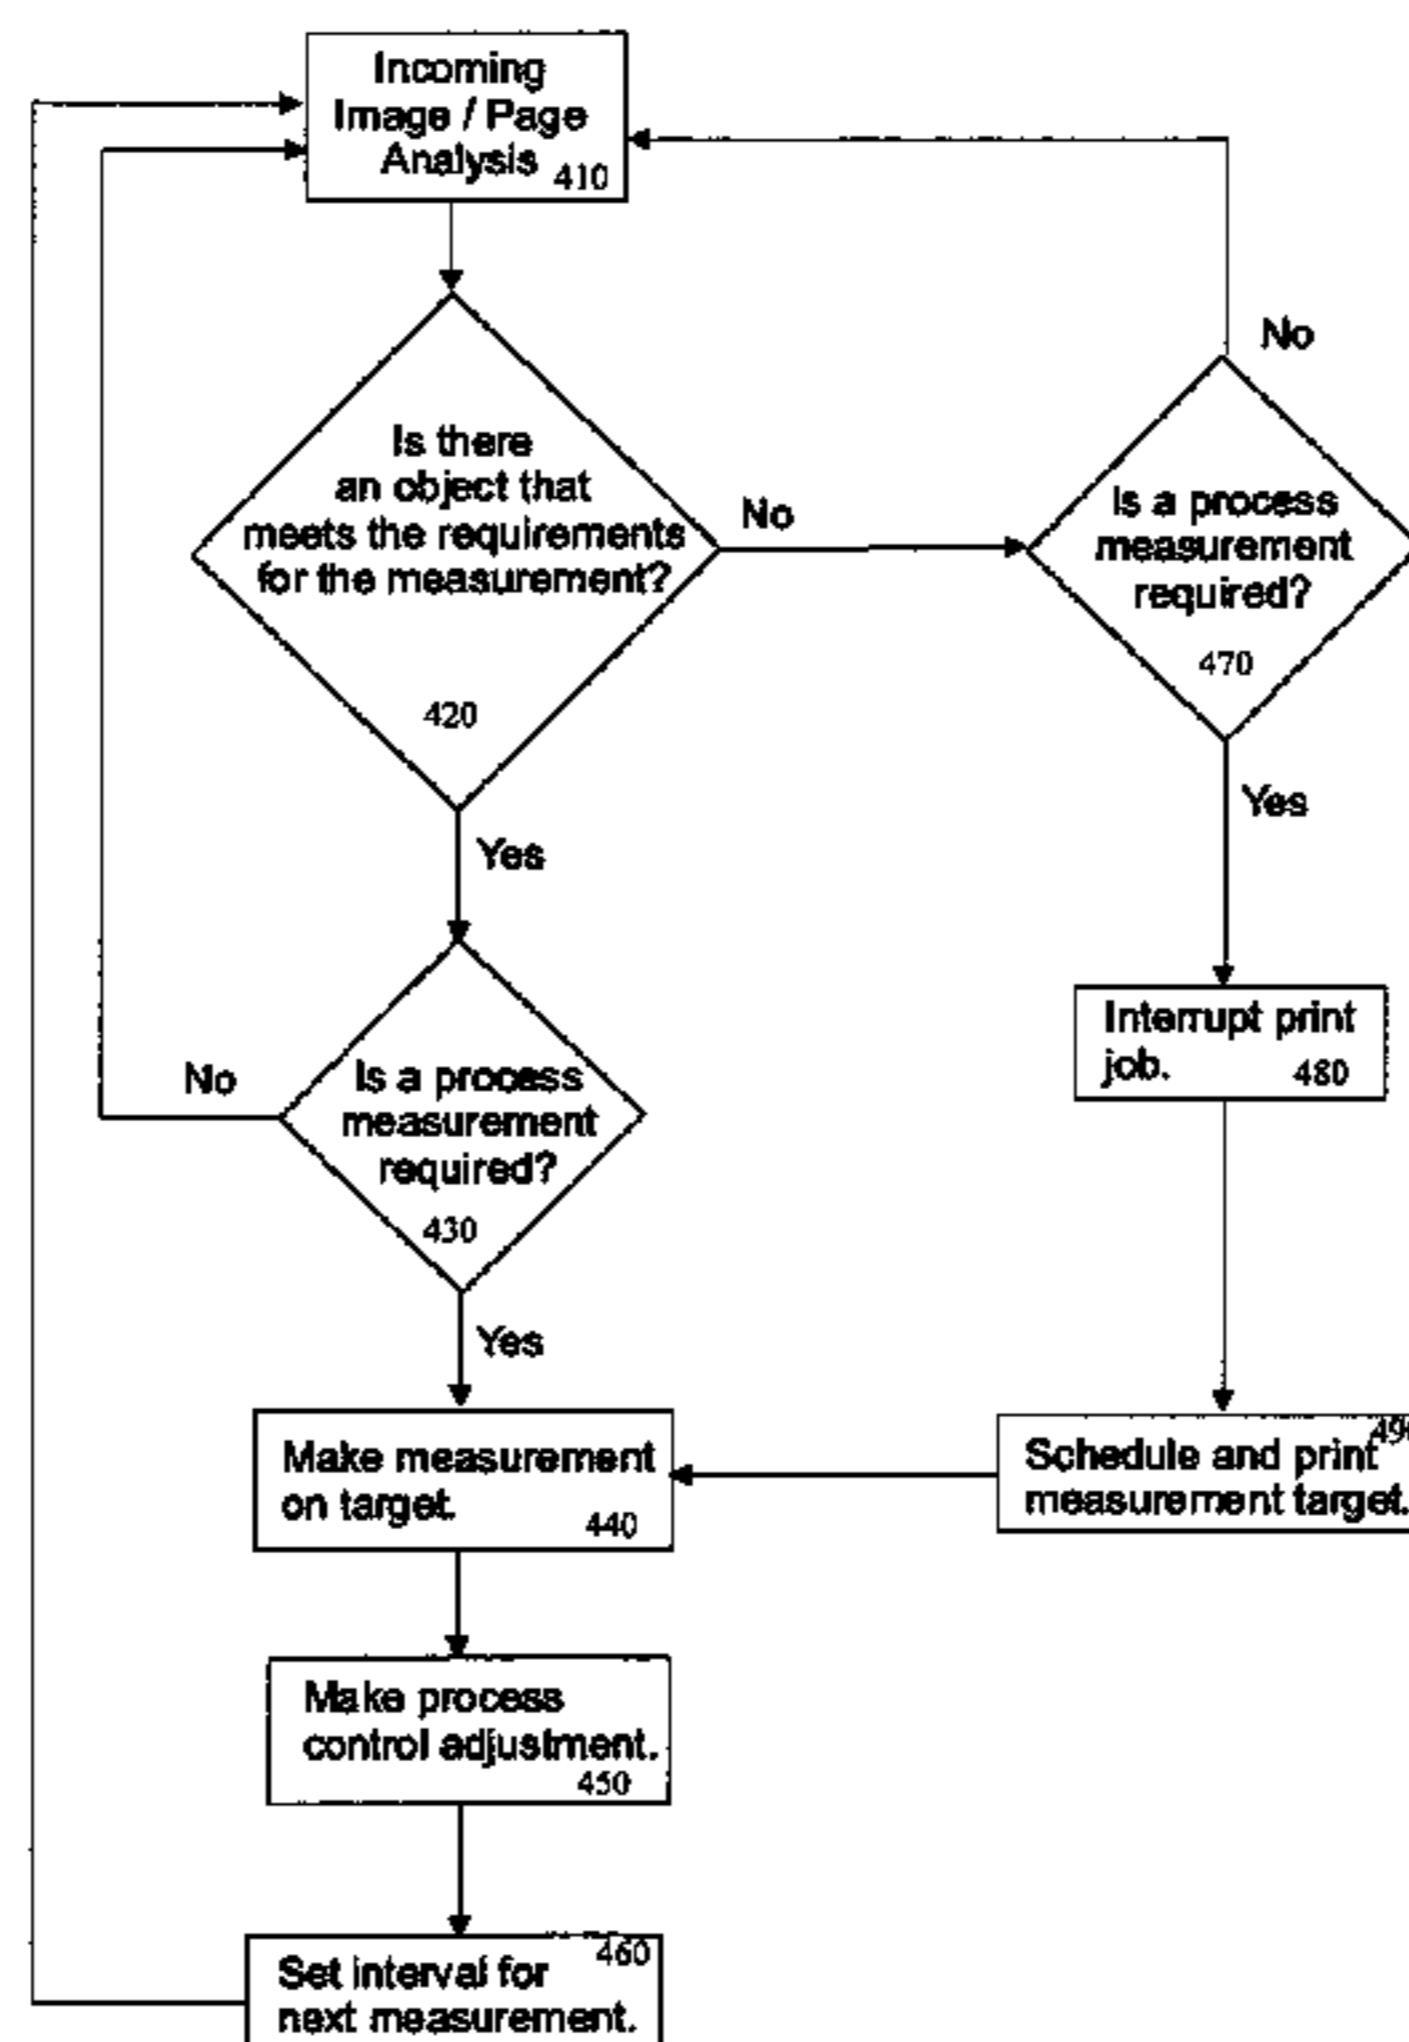 Incoming
Image / Page
Analysis 410
No
Is there
an object that
meets the requirements
for the measurement?
420
No
Is a process
measurement
required?
470
Yes
Yes
Interrupt print
job. 480
No
Is a process
measurement
required?
430
Yes
Make measurement
on target.
440
Schedule and print
measurement target.
Make process
control adjustment.
450
460
Set interval for
next measurement.